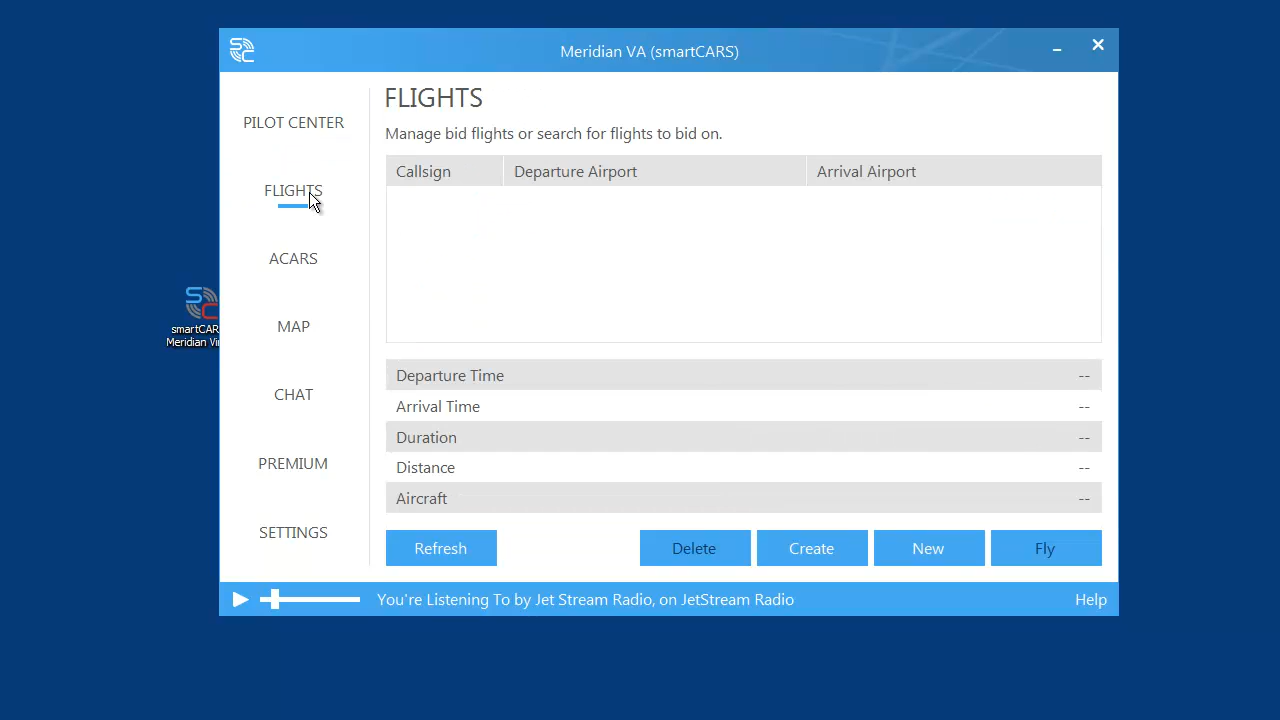 Meridian VA (smartCARS)
PILOT CENTER
FLIGHTS
ACARS
MAP
CHAT
PREMIUM
SETTINGS
FLIGHTS
Manage bid flights or search for flights to bid on.
Callsign Departure Airport Arrival Airport
Departure Time --
Arrival Time --
Duration --
Distance --
Aircraft --
Refresh Delete Create New Fly
You're Listening To by Jet Stream Radio, on JetStream Radio Help
SC
smartCAR
Meridian Vi